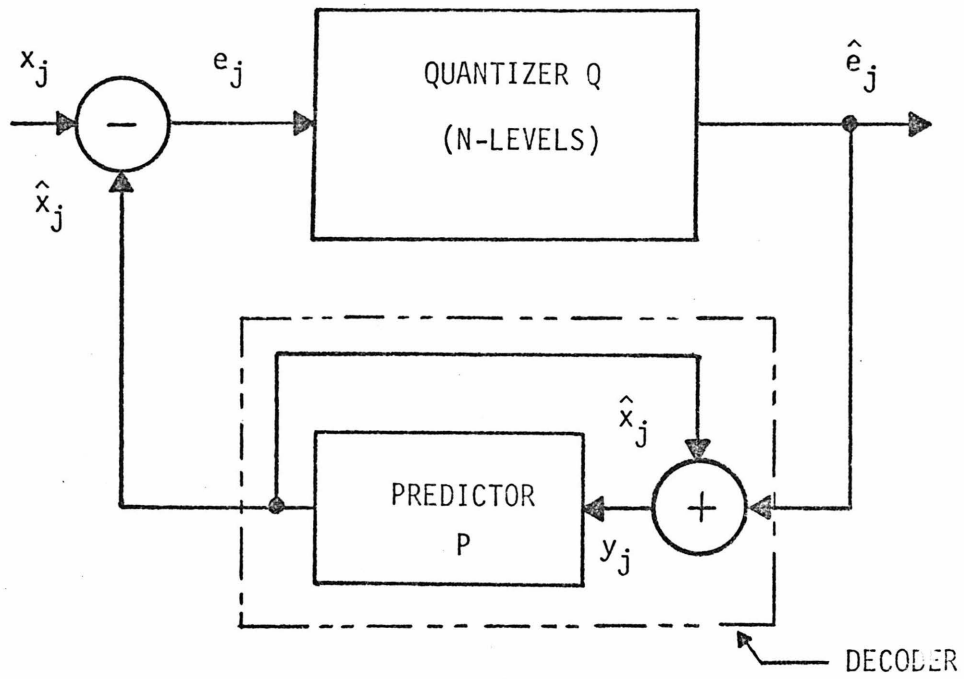 x_j
e_j
QUANTIZER Q
(N-LEVELS)
ê_j
−
x̂_j
x̂_j
PREDICTOR
P
y_j
+
DECODER